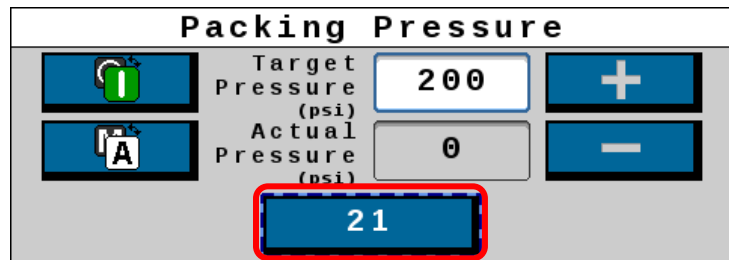 Packing Pressure
Target
Pressure
(psi)
200
+
I
Actual
Pressure
(psi)
0
−
M
A
21